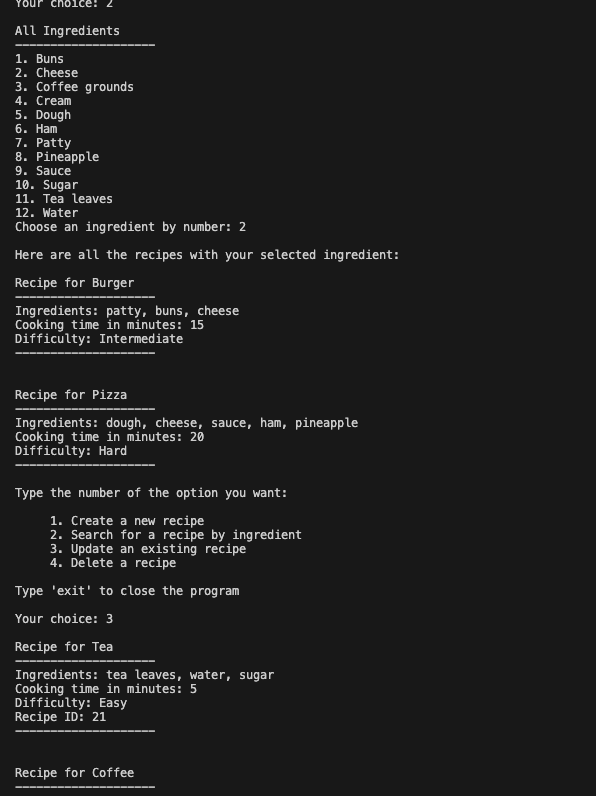 Your choice: 2
All Ingredients
--------------------
1. Buns
2. Cheese
3. Coffee grounds
4. Cream
5. Dough
6. Ham
7. Patty
8. Pineapple
9. Sauce
10. Sugar
11. Tea leaves
12. Water
Choose an ingredient by number: 2
Here are all the recipes with your selected ingredient:
Recipe for Burger
--------------------
Ingredients: patty, buns, cheese
Cooking time in minutes: 15
Difficulty: Intermediate
--------------------
Recipe for Pizza
--------------------
Ingredients: dough, cheese, sauce, ham, pineapple
Cooking time in minutes: 20
Difficulty: Hard
--------------------
Type the number of the option you want:
1. Create a new recipe
2. Search for a recipe by ingredient
3. Update an existing recipe
4. Delete a recipe
Type 'exit' to close the program
Your choice: 3
Recipe for Tea
--------------------
Ingredients: tea leaves, water, sugar
Cooking time in minutes: 5
Difficulty: Easy
Recipe ID: 21
--------------------
Recipe for Coffee
--------------------